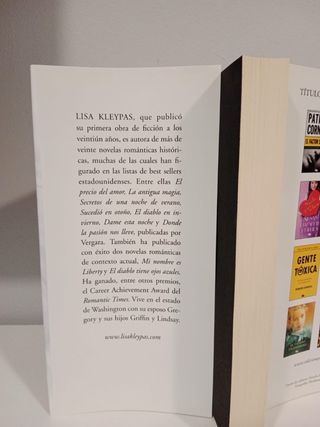 LISA KLEYPAS, que publicó
su primera obra de ficción a los
veintiún años, es autora de más de
veinte novelas románticas históri-
cas, muchas de las cuales han fi-
gurado en las listas de best sellers
estadounidenses. Entre ellas El
precio del amor, La antigua magia,
Secretos de una noche de verano,
Sucedió en otoño, El diablo en in-
vierno, Dame esta noche y Donde
la pasión nos lleve, publicadas por
Vergara. También ha publicado
con éxito dos novelas románticas
de contexto actual, Mi nombre es
Liberty y El diablo tiene ojos azules.
Ha ganado, entre otros premios,
el Career Achievement Award del
Romantic Times. Vive en el estado
de Washington con su esposo Gre-
gory y sus hijos Griffin y Lindsay.
www.lisakleypas.com
TÍTULO
GENTE
TÓXICA